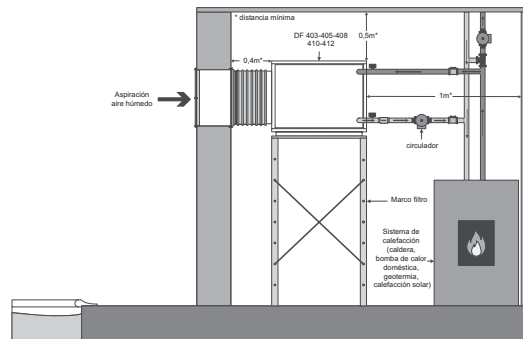 * distancia mínima
DF 403-405-408
410-412
0,5m*
0,4m*
Aspiración
aire húmedo
1m*
circulador
Marco filtro
Sistema de
calefacción
(caldera,
bomba de calor
doméstica,
geotermia,
calefacción solar)